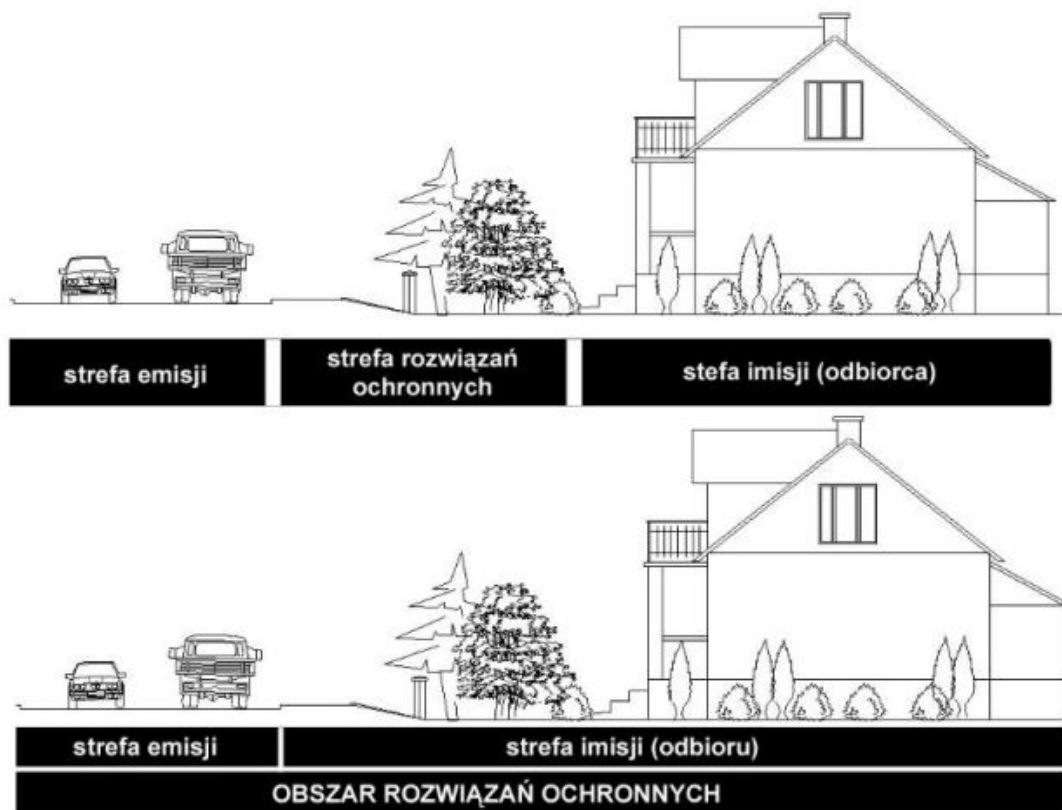 strefa emisji
strefa rozwiązań
ochronnych
stefa imisji (odbiorca)
strefa emisji
strefa imisji (odbioru)
OBSZAR ROZWIĄZAŃ OCHRONNYCH